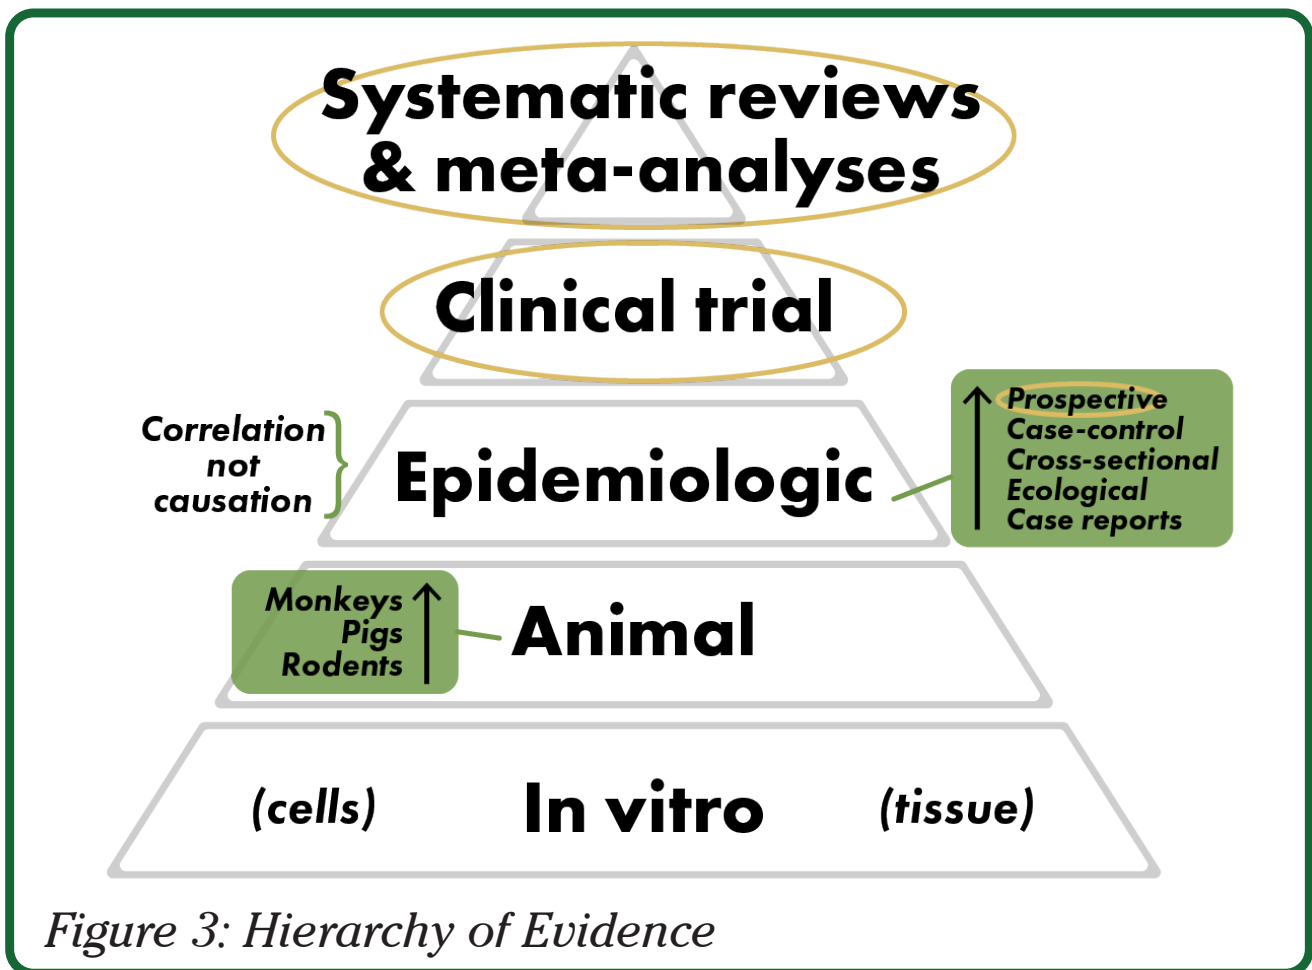 Systematic reviews
& meta-analyses
Clinical trial
Correlation
not
causation
Epidemiologic
Prospective
Case-control
Cross-sectional
Ecological
Case reports
Monkeys
Pigs
Rodents
Animal
(cells)
In vitro
(tissue)
Figure 3: Hierarchy of Evidence